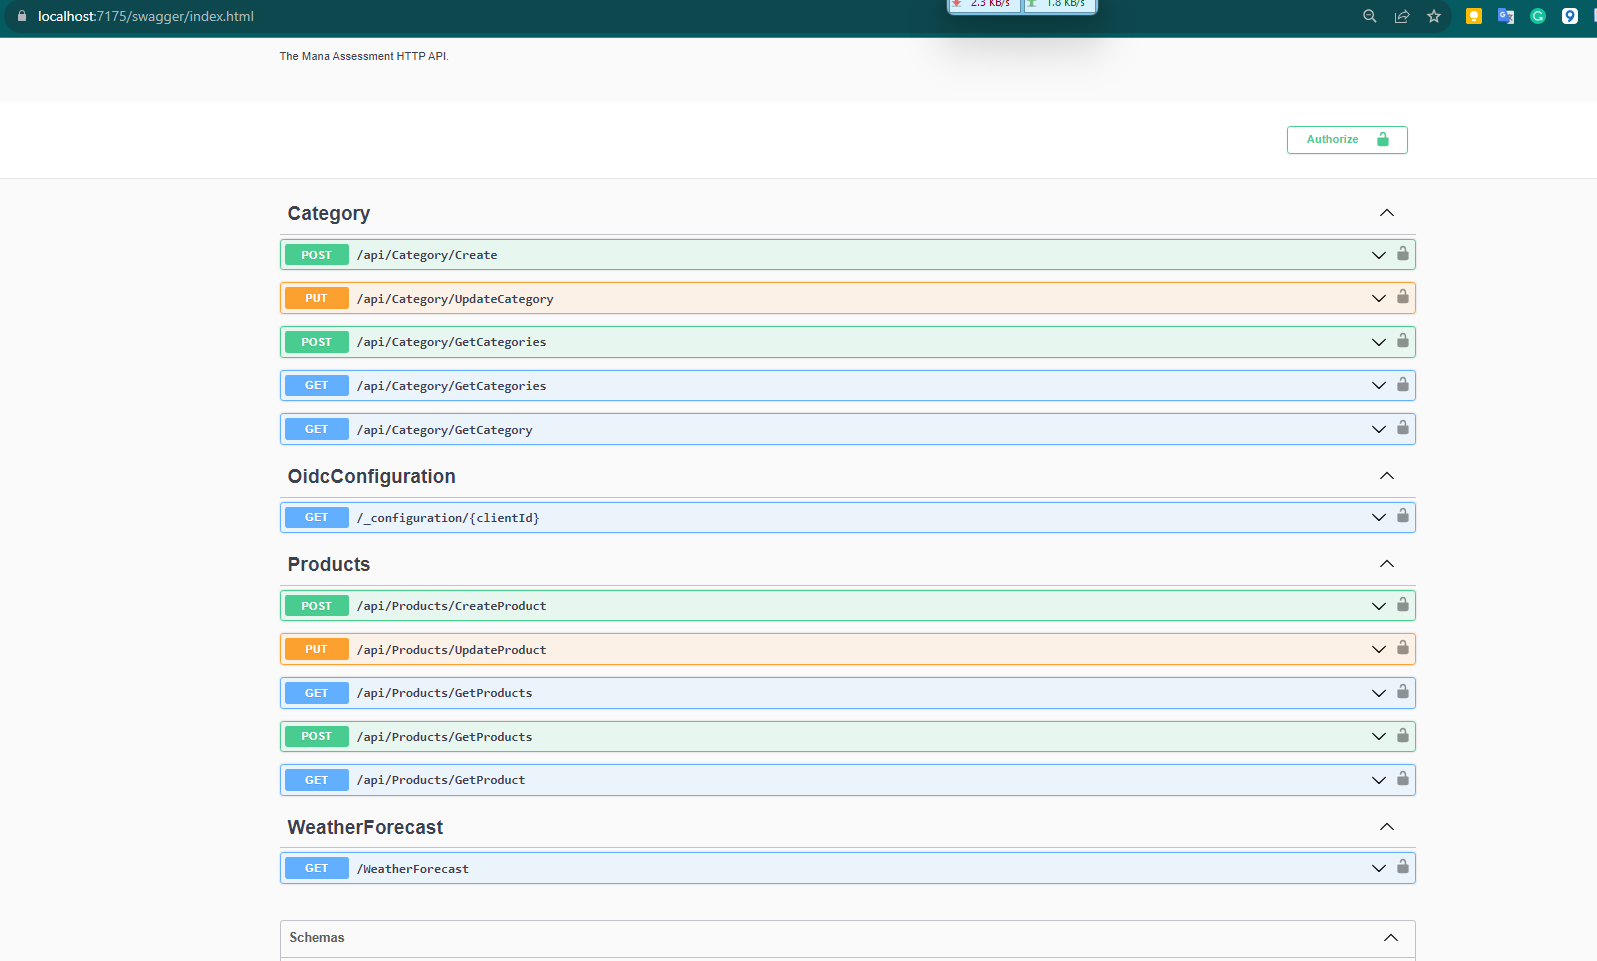 localhost:7175/swagger/index.html
2.3 KB/s 1.8 KB/s
The Mana Assessment HTTP API.
Authorize
Category
POST /api/Category/Create
PUT /api/Category/UpdateCategory
POST /api/Category/GetCategories
GET /api/Category/GetCategories
GET /api/Category/GetCategory
OidcConfiguration
GET /_configuration/{clientId}
Products
POST /api/Products/CreateProduct
PUT /api/Products/UpdateProduct
GET /api/Products/GetProducts
POST /api/Products/GetProducts
GET /api/Products/GetProduct
WeatherForecast
GET /WeatherForecast
Schemas